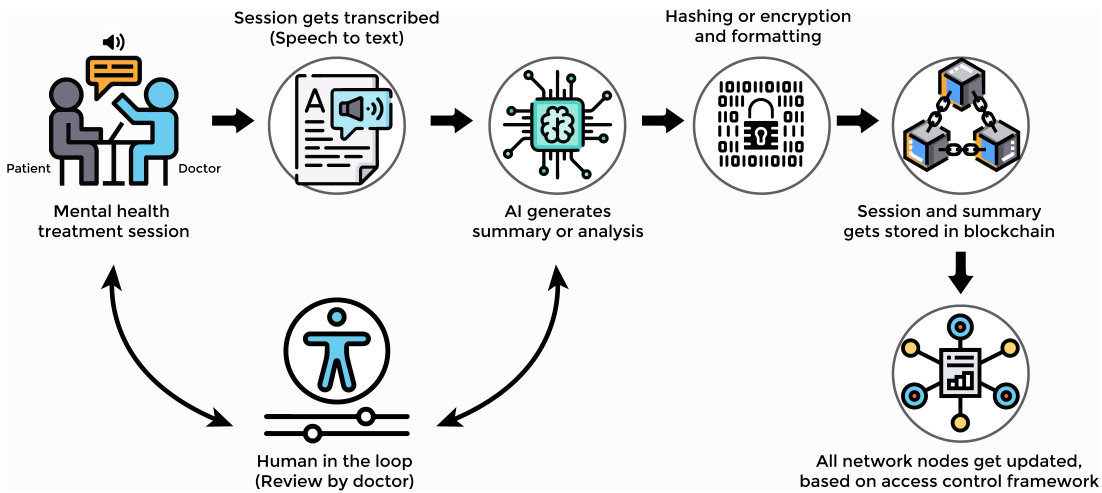 Session gets transcribed
(Speech to text)
Hashing or encryption
and formatting
A
Patient
Doctor
Mental health
treatment session
AI generates
summary or analysis
Session and summary
gets stored in blockchain
Human in the loop
(Review by doctor)
All network nodes get updated,
based on access control framework